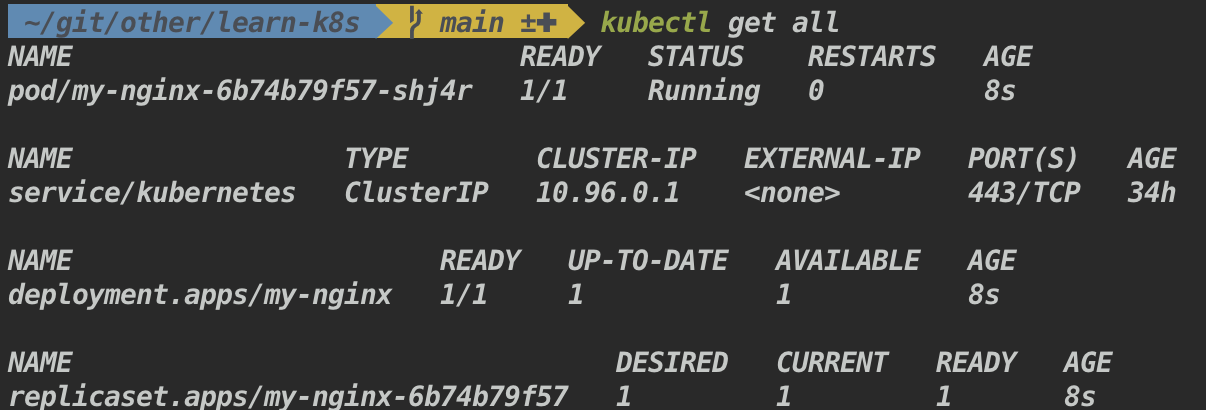 ~/git/other/learn-k8s main ±✚ kubectl get all
NAME READY STATUS RESTARTS AGE
pod/my-nginx-6b74b79f57-shj4r 1/1 Running 0 8s
NAME TYPE CLUSTER-IP EXTERNAL-IP PORT(S) AGE
service/kubernetes ClusterIP 10.96.0.1 <none> 443/TCP 34h
NAME READY UP-TO-DATE AVAILABLE AGE
deployment.apps/my-nginx 1/1 1 1 8s
NAME DESIRED CURRENT READY AGE
replicaset.apps/my-nginx-6b74b79f57 1 1 1 8s